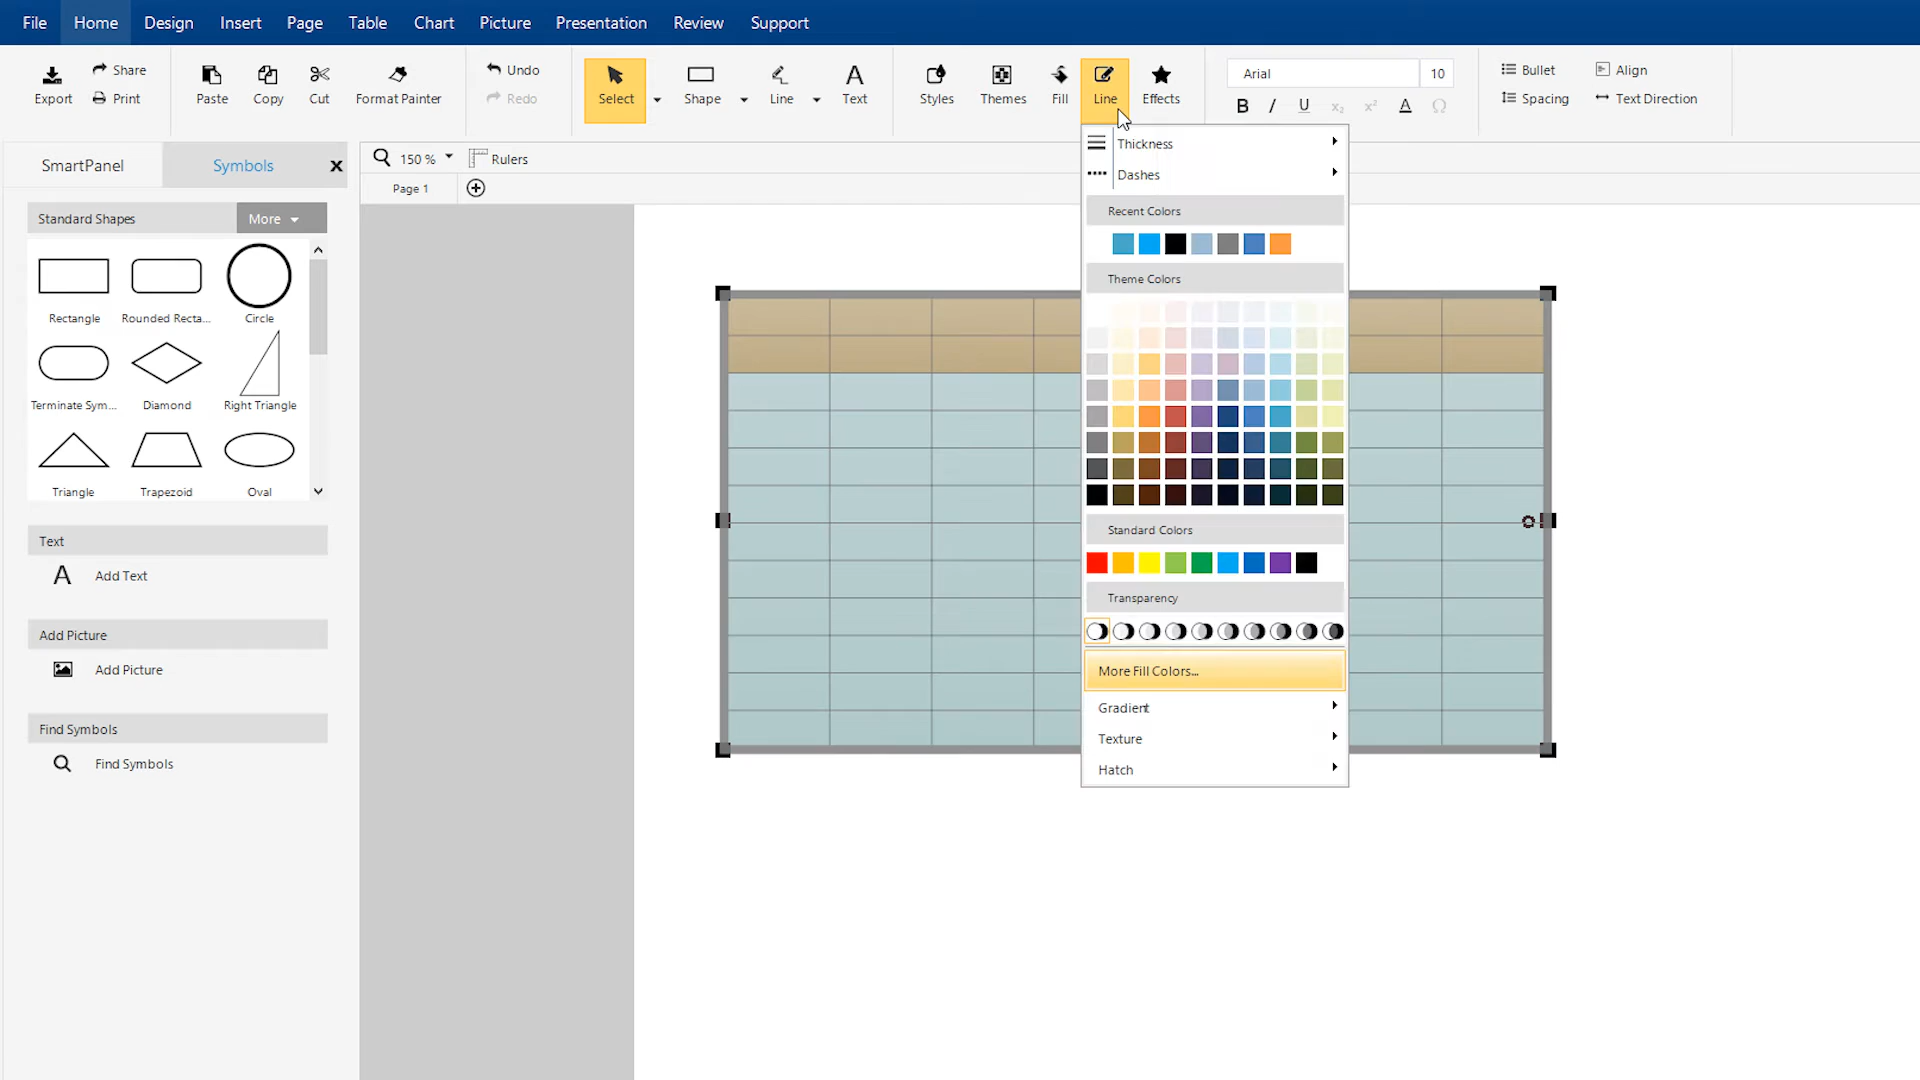 File Home Design Insert Page Table Chart Picture Presentation Review Support
Export Share Print Paste Copy Cut Format Painter Undo Redo Select Shape Line Text Styles Themes Fill Line Effects Arial 10 B I U x₂ x² A Ω Bullet Spacing Align Text Direction
SmartPanel Symbols X
150 % Rulers
Page 1
Standard Shapes More
Rectangle Rounded Recta... Circle
Terminate Sym... Diamond Right Triangle
Triangle Trapezoid Oval
Text
A Add Text
Add Picture
Add Picture
Find Symbols
Find Symbols
Thickness
Dashes
Recent Colors
Theme Colors
Standard Colors
Transparency
More Fill Colors...
Gradient
Texture
Hatch